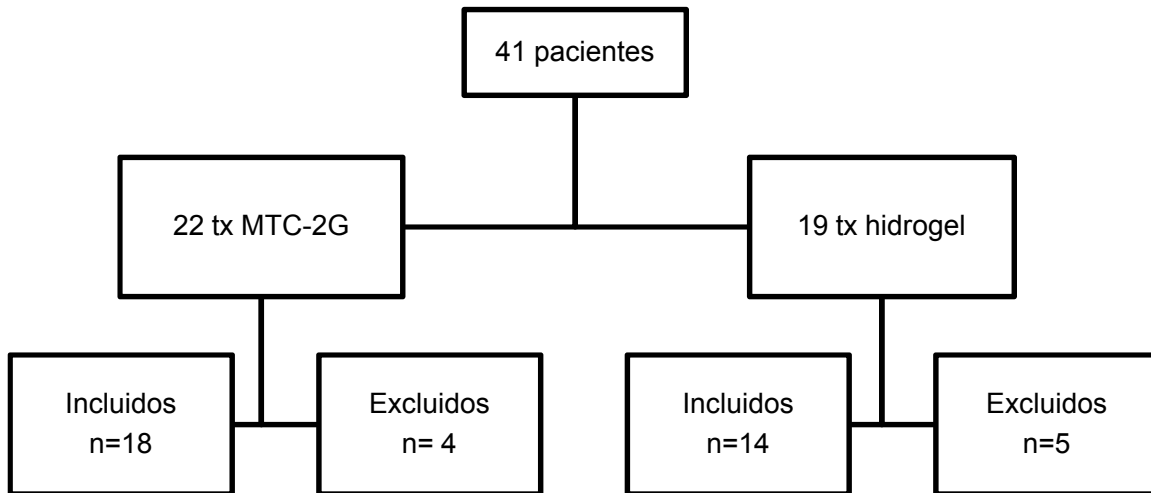 41 pacientes
22 tx MTC-2G
19 tx hidrogel
Incluidos
n=18
Excluidos
n= 4
Incluidos
n=14
Excluidos
n=5